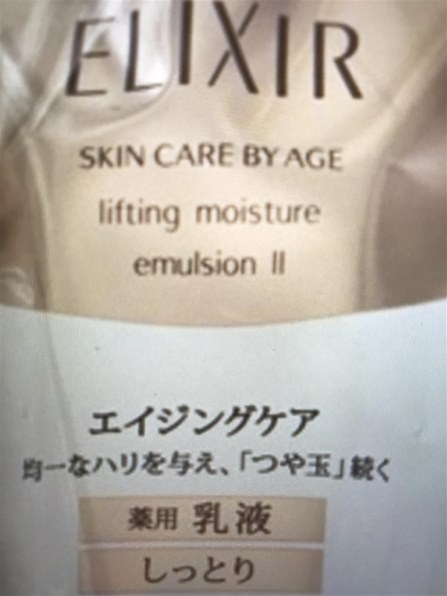 ELIXIR
SKIN CARE BY AGE
lifting moisture
emulsion II
エイジングケア
均一なハリを与え、「つや玉」続く
薬用 乳液
しっとり